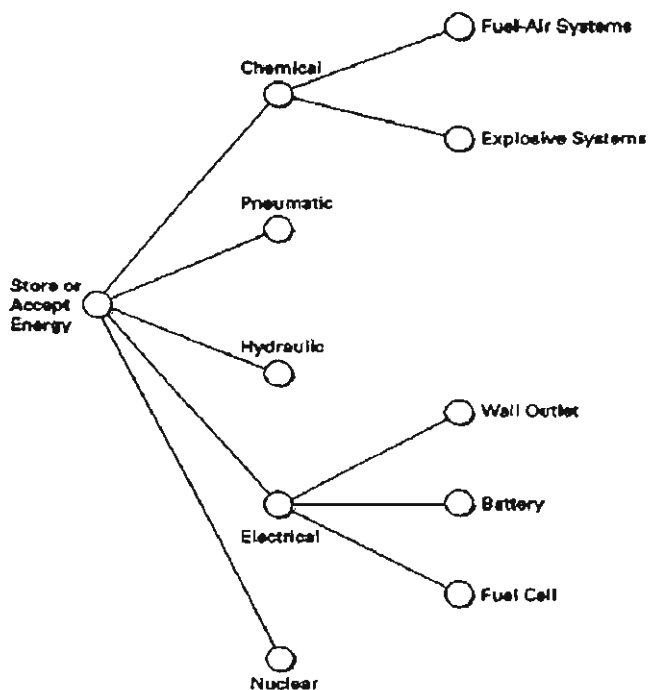 Fuel-Air Systems
Chemical
Explosive Systems
Pneumatic
Store or
Accept
Energy
Hydraulic
Wall Outlet
Battery
Electrical
Fuel Cell
Nuclear